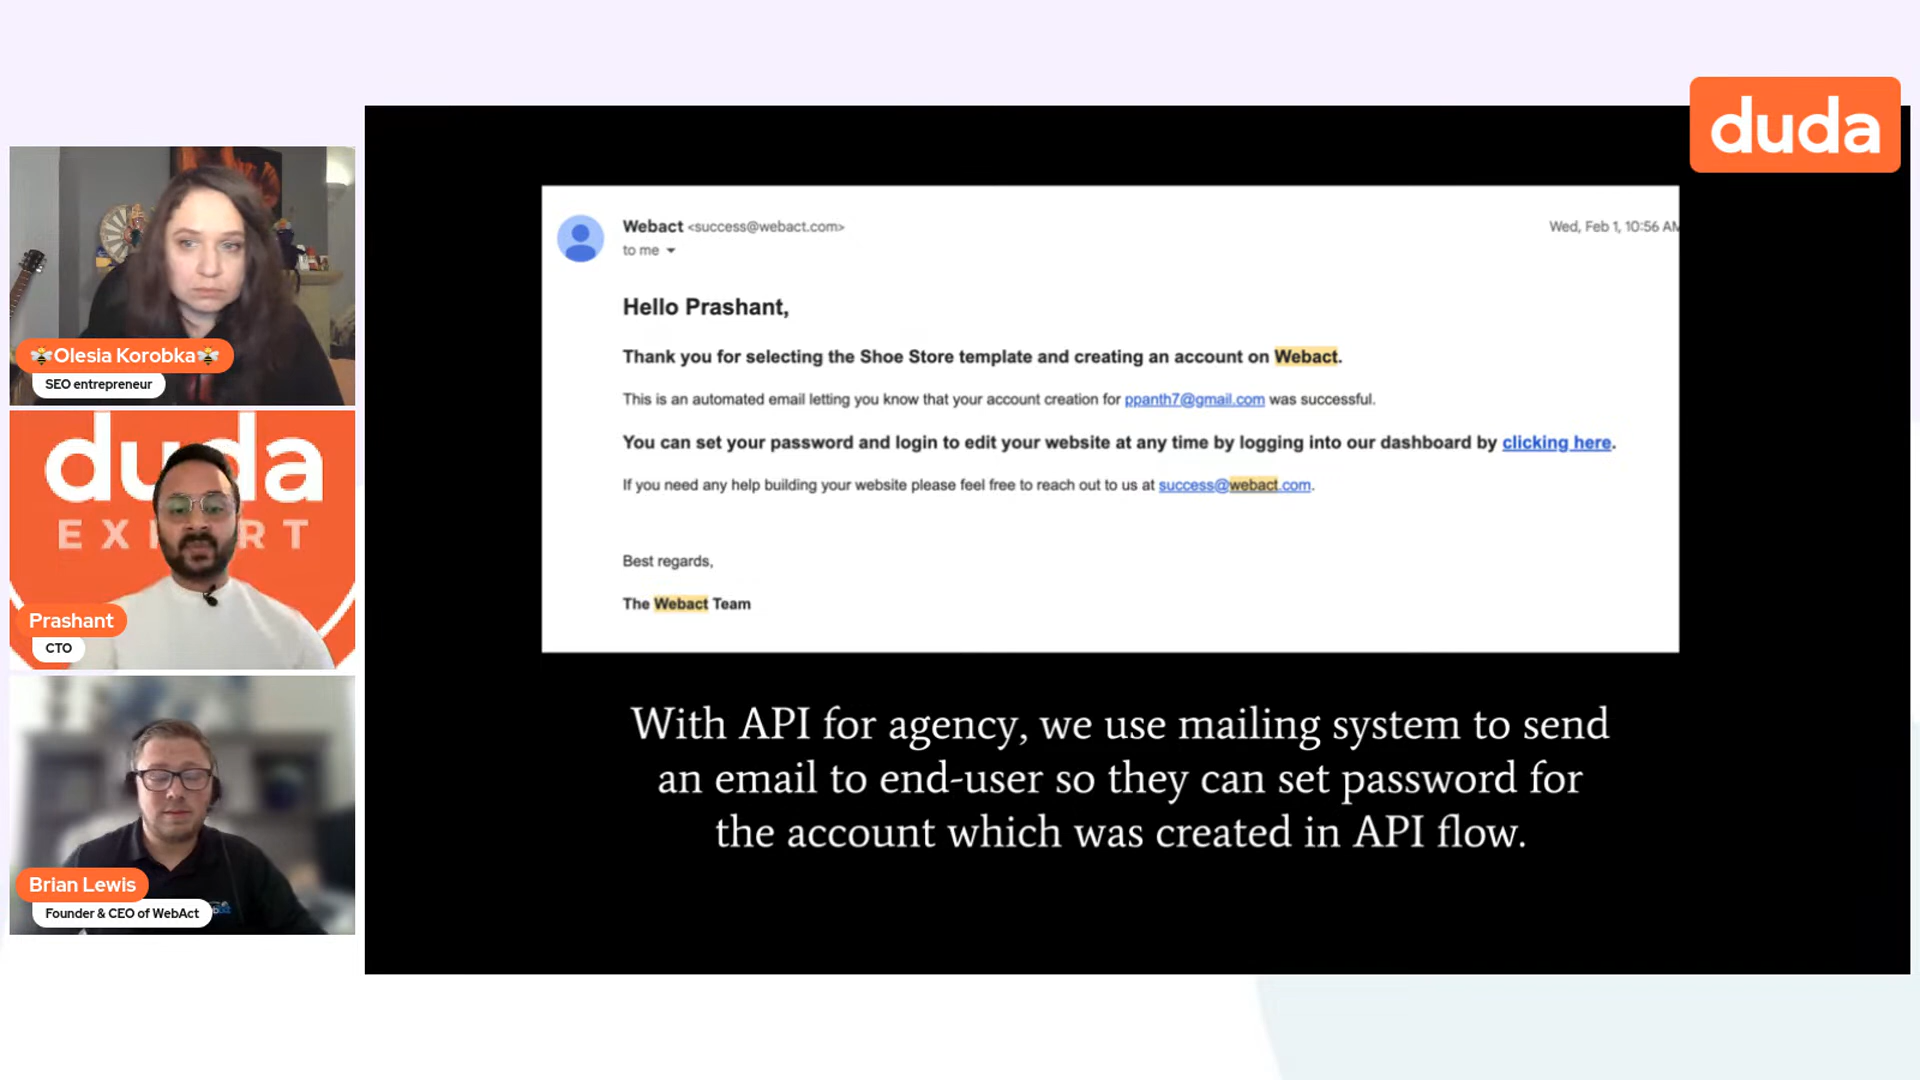 duda
Webact <success@webact.com>
Wed, Feb 1, 10:56 AM
to me
Hello Prashant,
Thank you for selecting the Shoe Store template and creating an account on Webact.
This is an automated email letting you know that your account creation for ppanth7@gmail.com was successful.
You can set your password and login to edit your website at any time by logging into our dashboard by clicking here.
If you need any help building your website please feel free to reach out to us at success@webact.com.
Best regards,
The Webact Team
With API for agency, we use mailing system to send
an email to end-user so they can set password for
the account which was created in API flow.
🐝Olesia Korobka🐝
SEO entrepreneur
duda
Prashant
CTO
Brian Lewis
Founder & CEO of WebAct